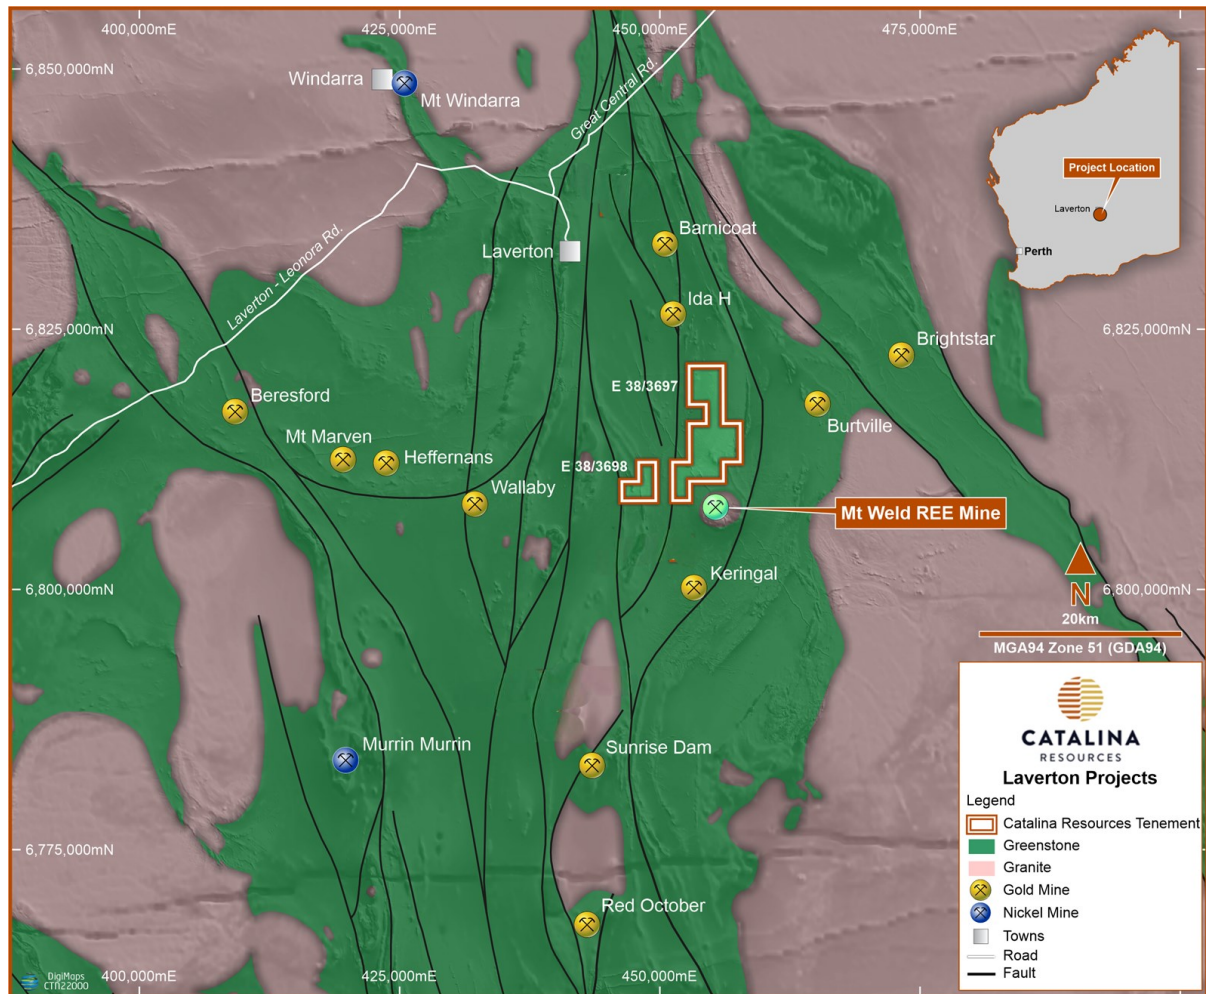 400,000mE
425,000mE
450,000mE
475,000mE
6,850,000mN
6,850,000mN
Windarra
Mt Windarra
Great Central Rd.
Project Location
Laverton
Perth
Barnicoat
Laverton
Laverton - Leonora Rd.
Ida H
6,825,000mN
6,825,000mN
Brightstar
E 38/3697
Beresford
Burtville
Mt Marven
Heffernans
E 38/3698
Wallaby
Mt Weld REE Mine
Keringal
6,800,000mN
6,800,000mN
N
20km
MGA94 Zone 51 (GDA94)
Murrin Murrin
Sunrise Dam
CATALINA
RESOURCES
Laverton Projects
Legend
Catalina Resources Tenement
Greenstone
Granite
Gold Mine
Nickel Mine
Towns
Road
Fault
6,775,000mN
Red October
DigiMaps
CTN22000
400,000mE
425,000mE
450,000mE